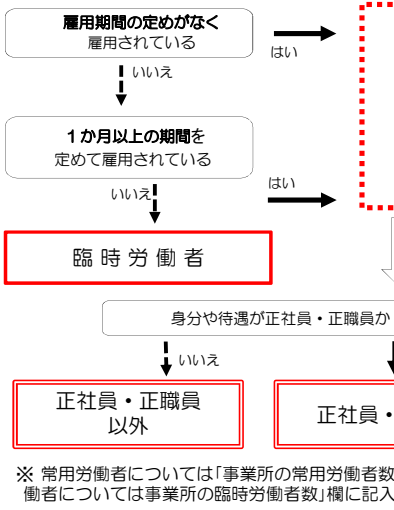 雇用期間の定めがなく
雇用されている
はい
いいえ
1か月以上の期間を
定めて雇用されている
いいえ
はい
臨時労働者
身分や待遇が正社員・正職員か
いいえ
正社員・正職員
以外
正社員・
※ 常用労働者については「事業所の常用労働者数
働者については事業所の臨時労働者数」欄に記入